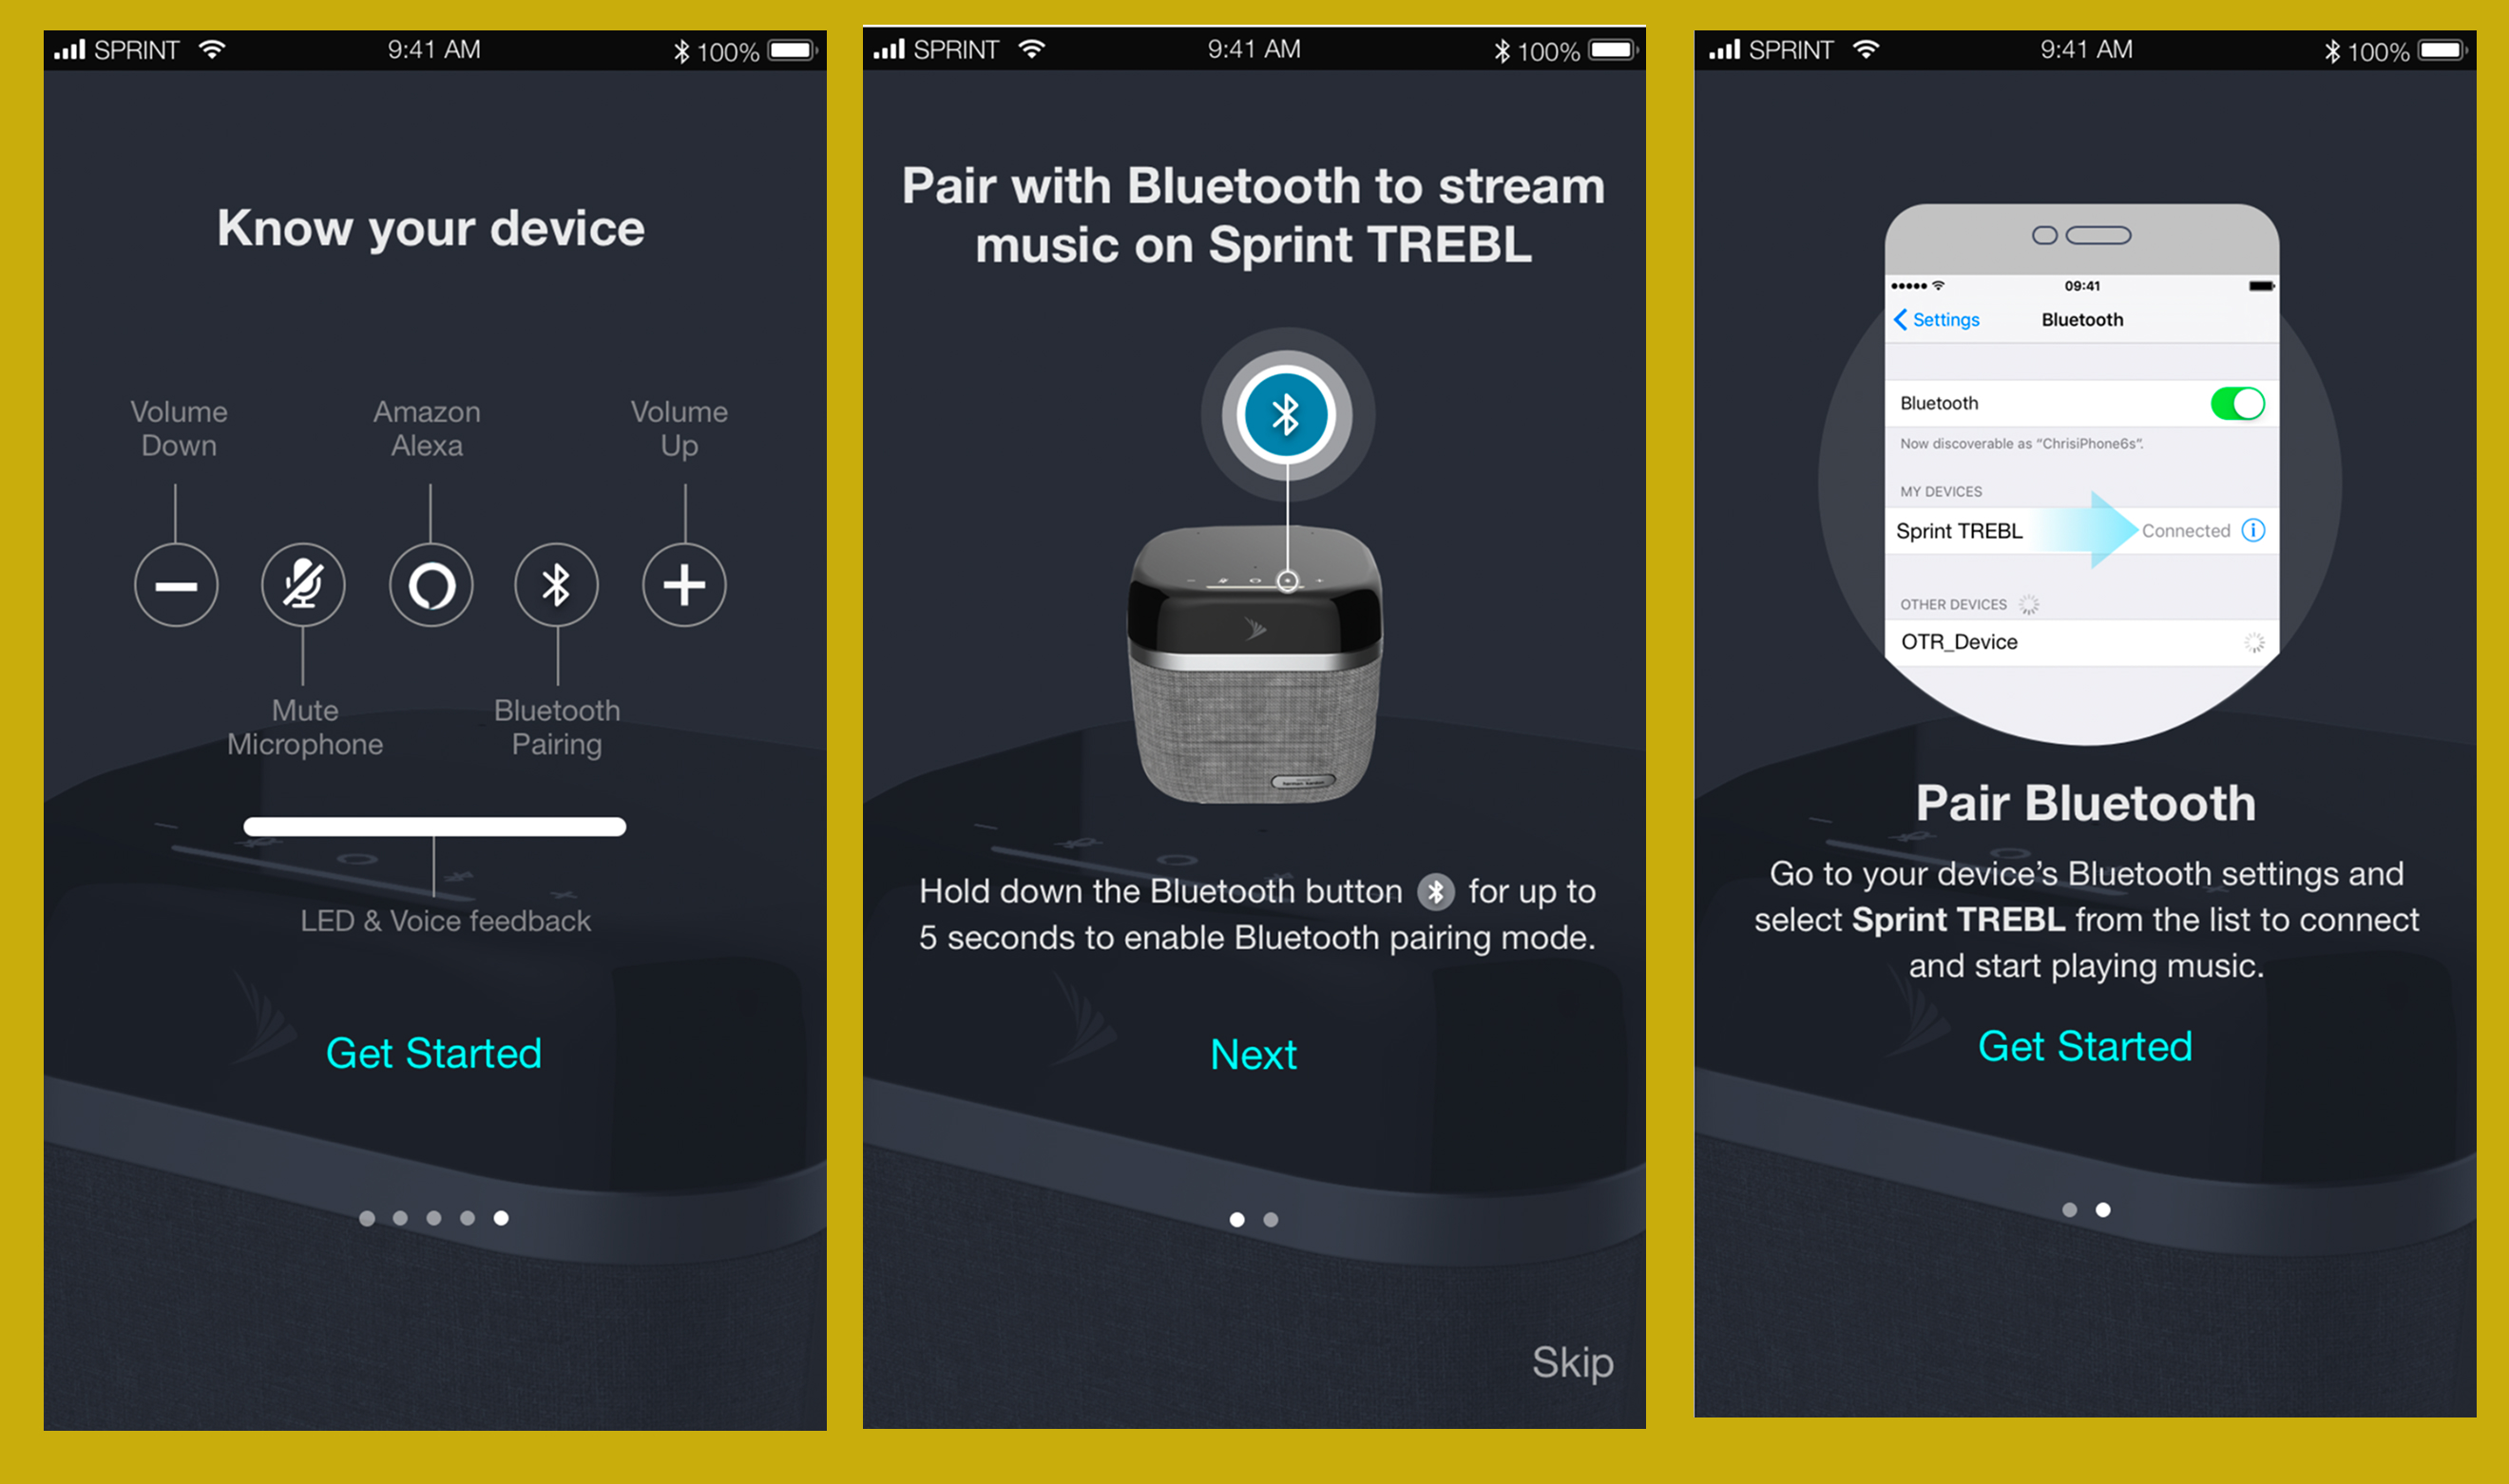 SPRINT 9:41 AM 100%
Know your device
Volume
Down
Amazon
Alexa
Volume
Up
Mute
Microphone
Bluetooth
Pairing
LED & Voice feedback
Get Started
SPRINT 9:41 AM 100%
Pair with Bluetooth to stream
music on Sprint TREBL
harman kardon
Hold down the Bluetooth button for up to
5 seconds to enable Bluetooth pairing mode.
Next
Skip
SPRINT 9:41 AM 100%
09:41
Settings Bluetooth
Bluetooth
Now discoverable as “ChrisiPhone6s”.
MY DEVICES
Sprint TREBL Connected
OTHER DEVICES
OTR_Device
Pair Bluetooth
Go to your device’s Bluetooth settings and
select Sprint TREBL from the list to connect
and start playing music.
Get Started